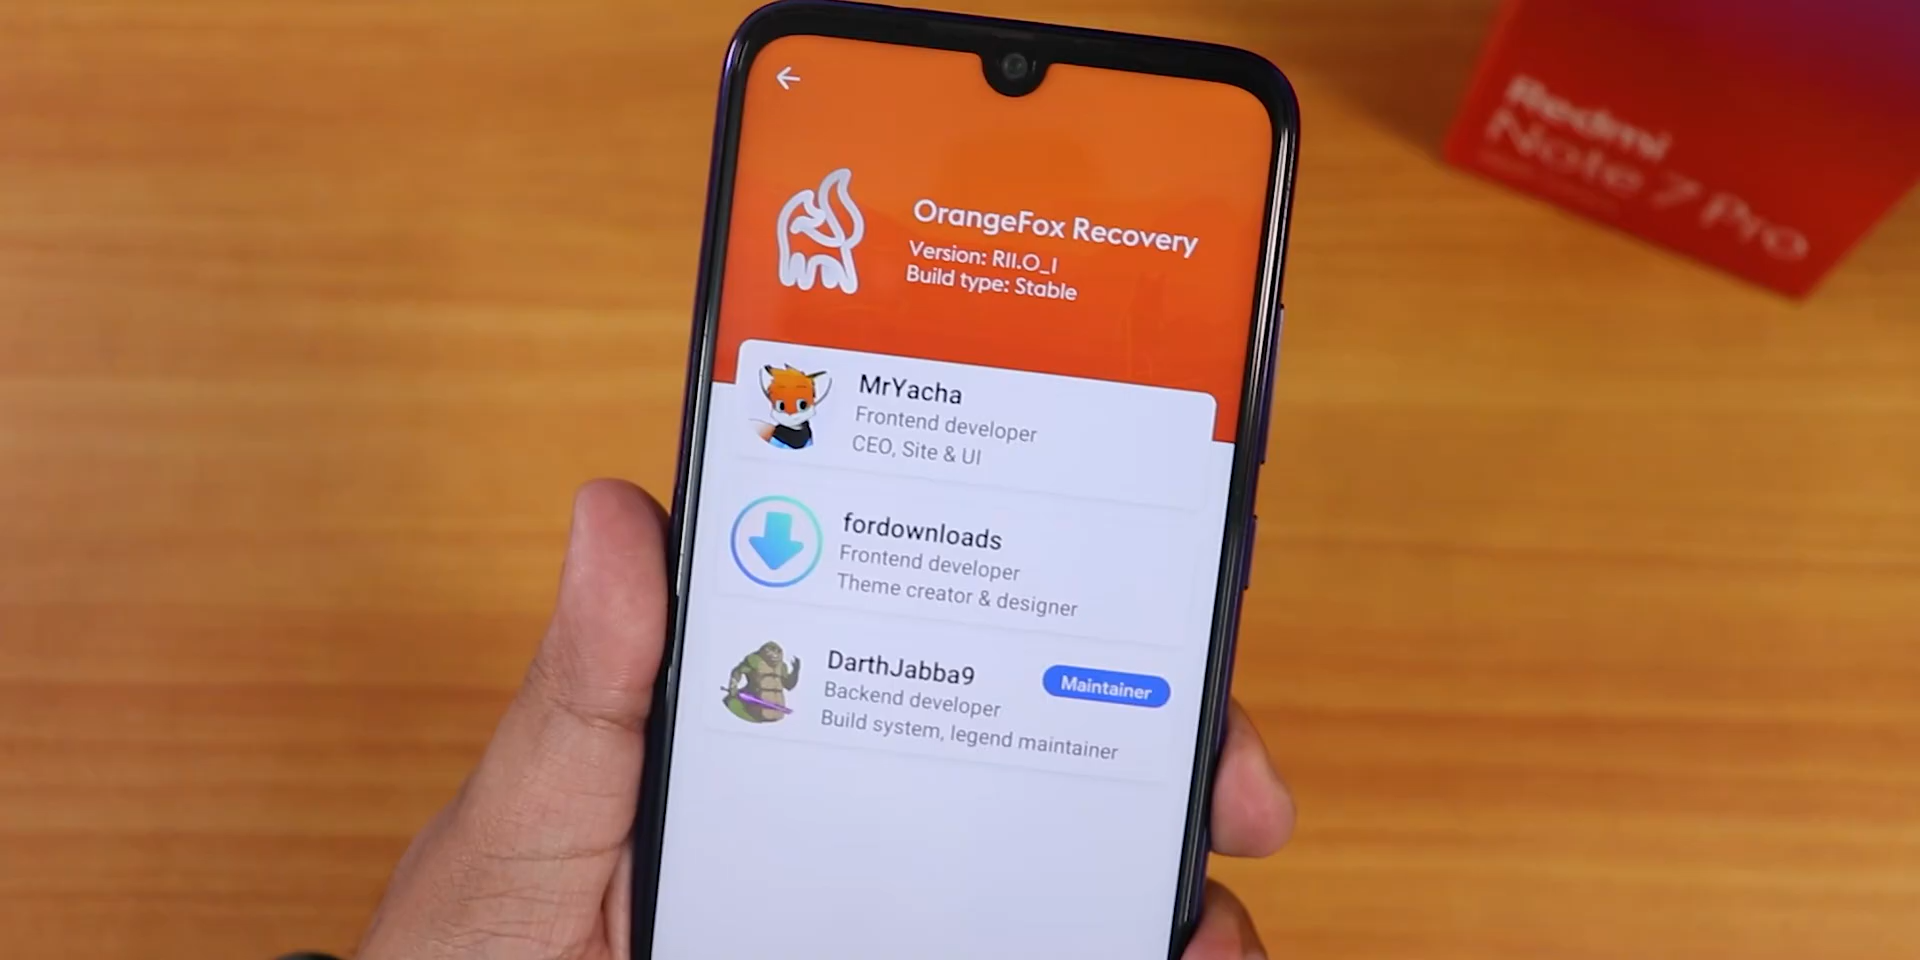 OrangeFox Recovery
Version: R11.0_1
Build type: Stable
MrYacha
Frontend developer
CEO, Site & UI
fordownloads
Frontend developer
Theme creator & designer
DarthJabba9
Maintainer
Backend developer
Build system, legend maintainer
Redmi
Note 7 Pro